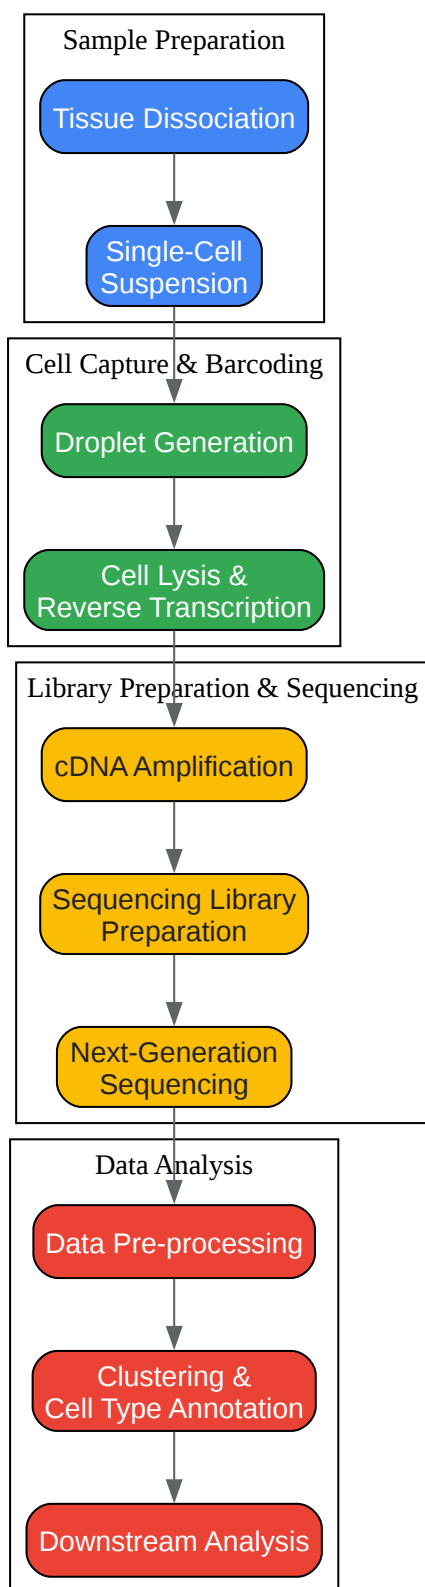 Sample Preparation
Tissue Dissociation
Single-Cell
Suspension
Cell Capture & Barcoding
Droplet Generation
Cell Lysis &
Reverse Transcription
Library Preparation & Sequencing
cDNA Amplification
Sequencing Library
Preparation
Next-Generation
Sequencing
Data Analysis
Data Pre-processing
Clustering &
Cell Type Annotation
Downstream Analysis